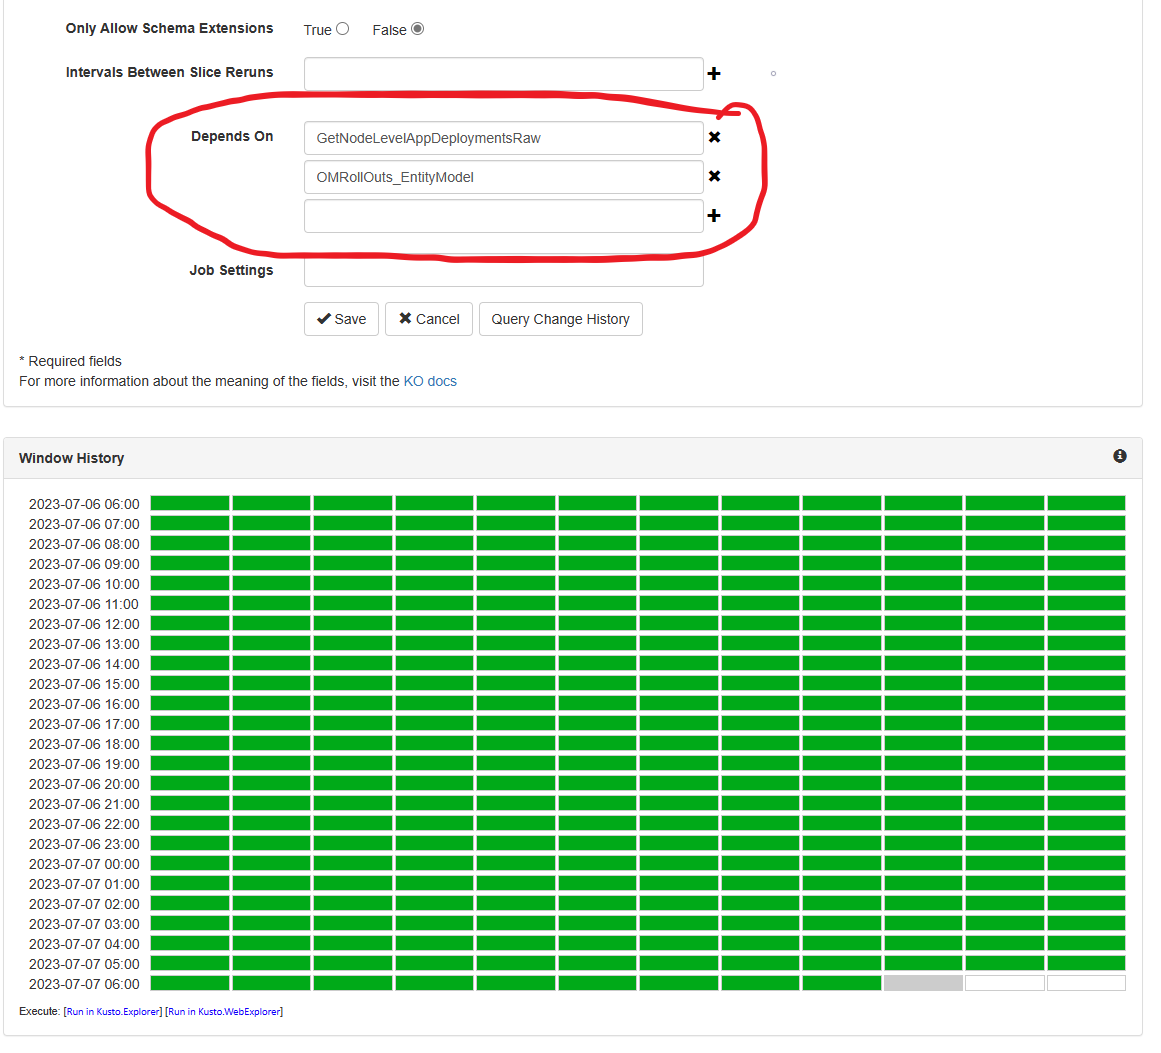 Only Allow Schema Extensions True False
Intervals Between Slice Reruns
Depends On GetNodeLevelAppDeploymentsRaw
OMRollOuts_EntityModel
Job Settings
Save Cancel Query Change History
* Required fields
For more information about the meaning of the fields, visit the KO docs
Window History
2023-07-06 06:00
2023-07-06 07:00
2023-07-06 08:00
2023-07-06 09:00
2023-07-06 10:00
2023-07-06 11:00
2023-07-06 12:00
2023-07-06 13:00
2023-07-06 14:00
2023-07-06 15:00
2023-07-06 16:00
2023-07-06 17:00
2023-07-06 18:00
2023-07-06 19:00
2023-07-06 20:00
2023-07-06 21:00
2023-07-06 22:00
2023-07-06 23:00
2023-07-07 00:00
2023-07-07 01:00
2023-07-07 02:00
2023-07-07 03:00
2023-07-07 04:00
2023-07-07 05:00
2023-07-07 06:00
Execute: [Run in Kusto.Explorer] [Run in Kusto.WebExplorer]